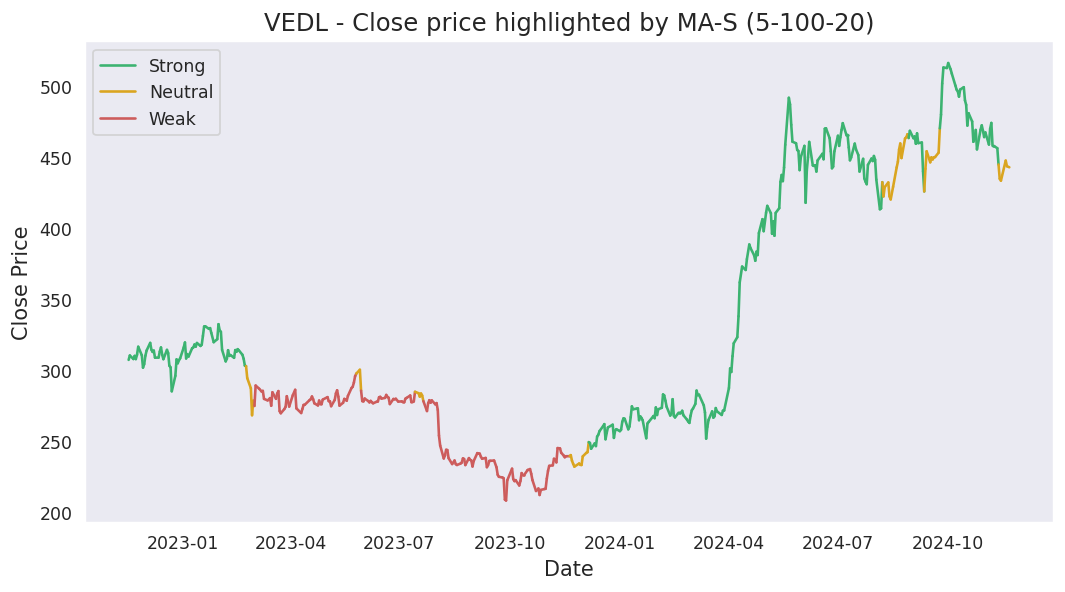 VEDL - Close price highlighted by MA-S (5-100-20)
Strong
Neutral
Weak
Close Price
500
450
400
350
300
250
200
2023-01 2023-04 2023-07 2023-10 2024-01 2024-04 2024-07 2024-10
Date